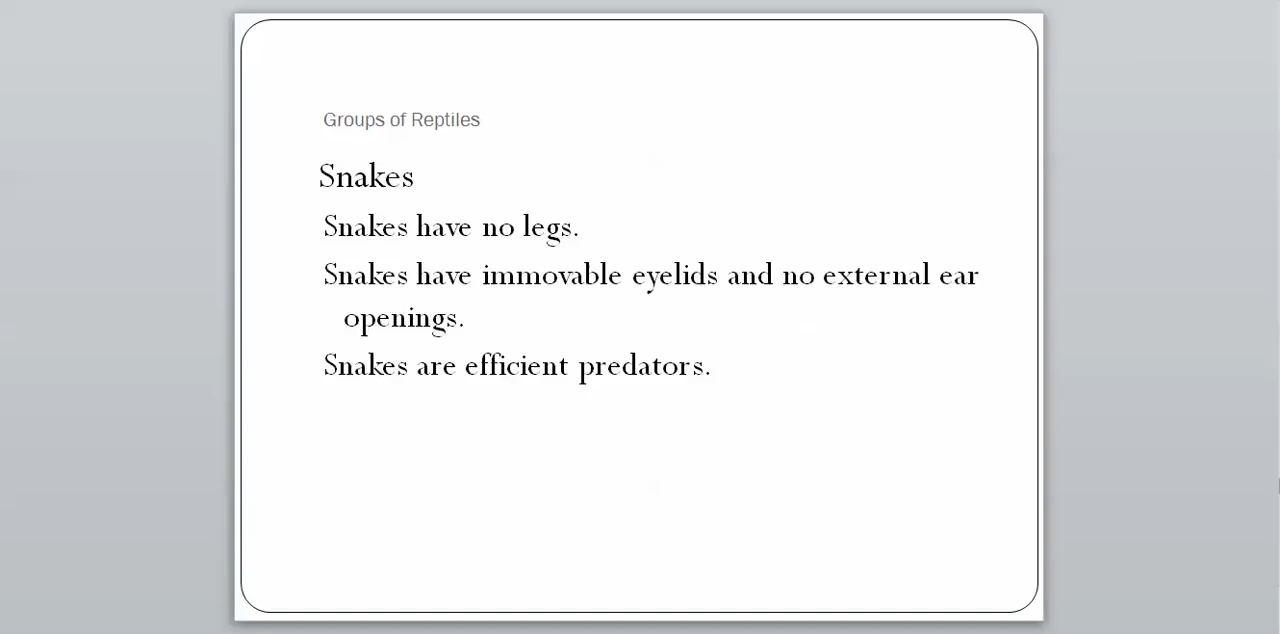 Groups of Reptiles
Snakes
Snakes have no legs.
Snakes have immovable eyelids and no external ear
openings.
Snakes are efficient predators.